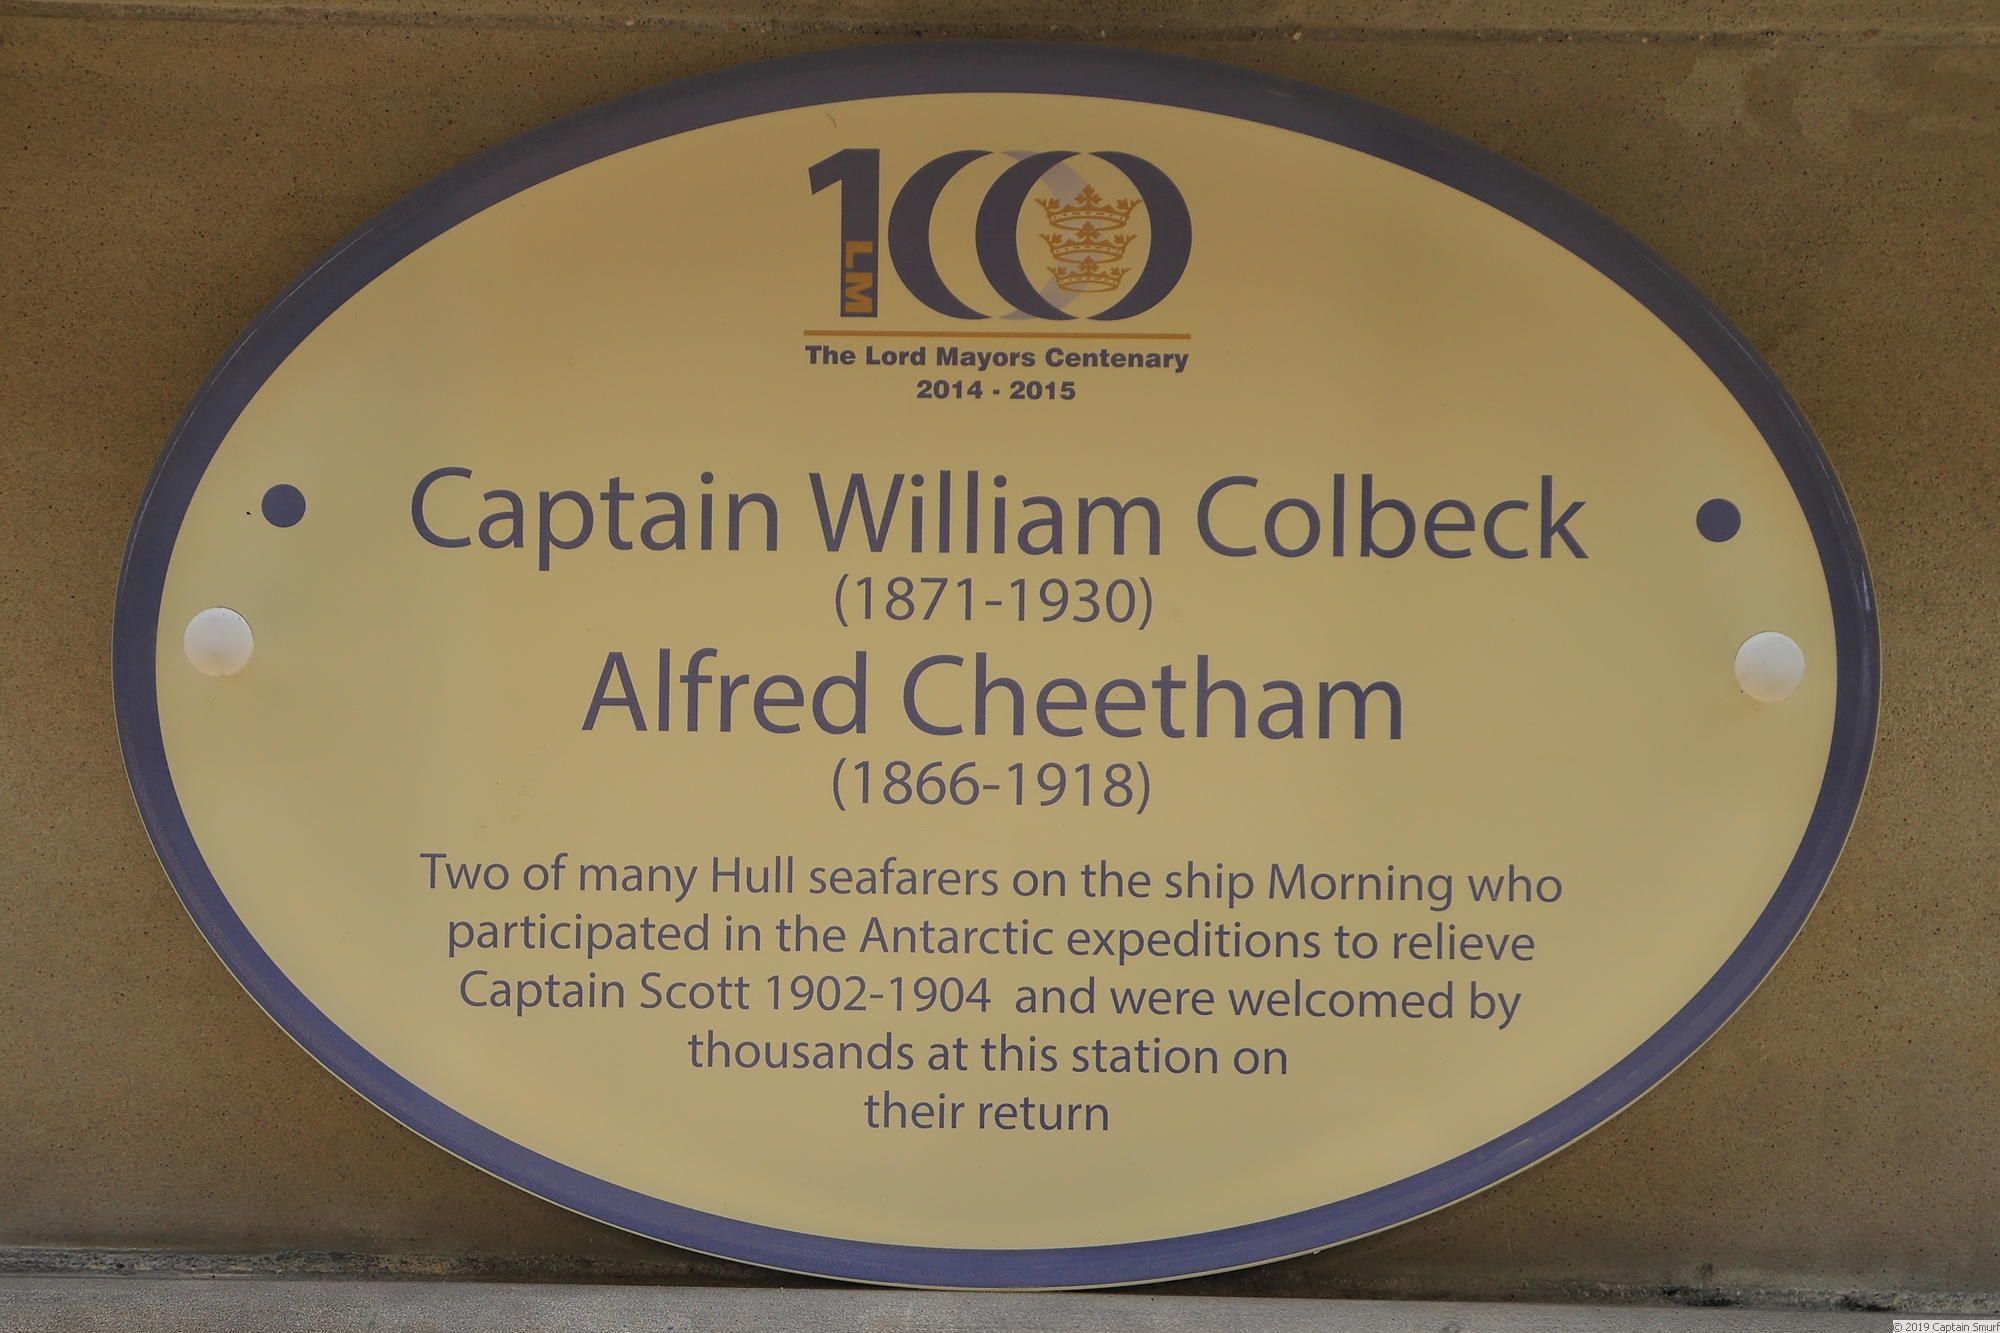 100
LM
The Lord Mayors Centenary
2014 - 2015
Captain William Colbeck
(1871-1930)
Alfred Cheetham
(1866-1918)
Two of many Hull seafarers on the ship Morning who
participated in the Antarctic expeditions to relieve
Captain Scott 1902-1904 and were welcomed by
thousands at this station on
their return
© 2019 Captain Smurf